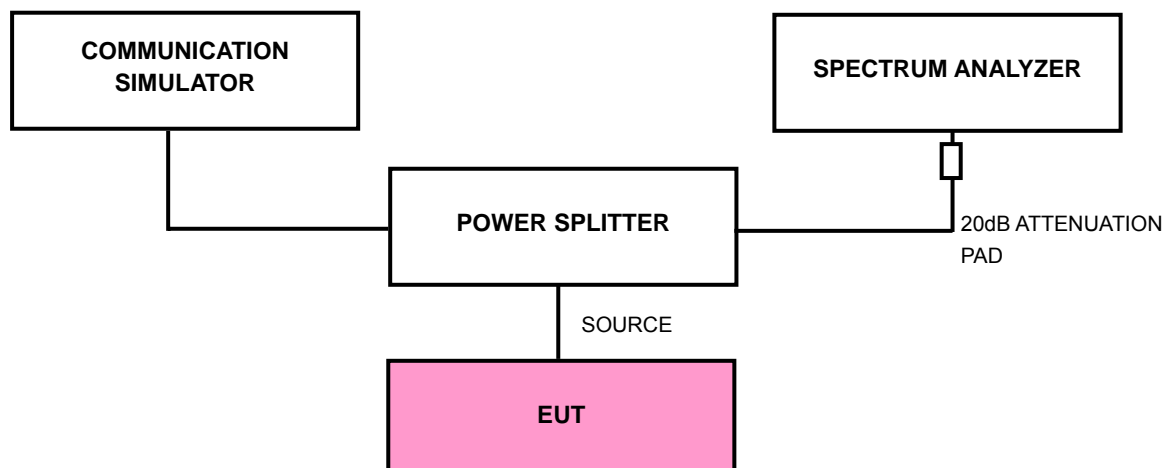 COMMUNICATION
SIMULATOR
SPECTRUM ANALYZER
POWER SPLITTER
20dB ATTENUATION
PAD
SOURCE
EUT